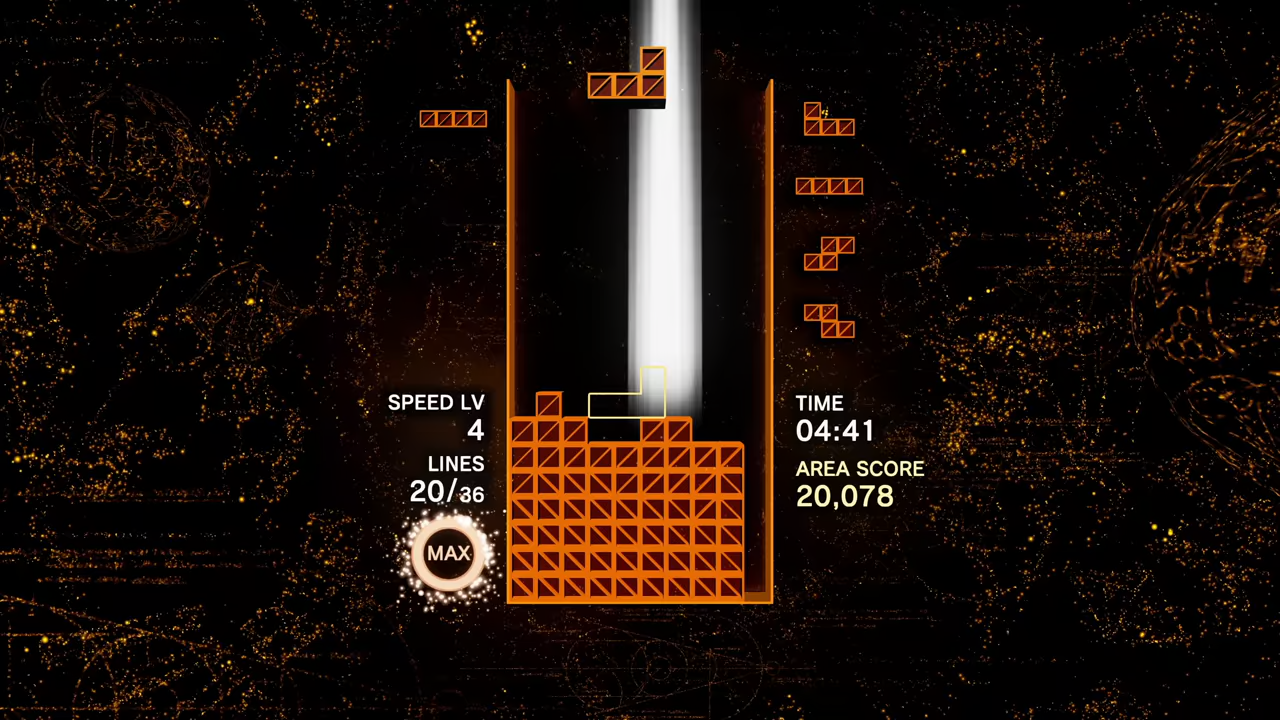 SPEED LV
4
LINES
20/36
MAX
TIME
04:41
AREA SCORE
20,078